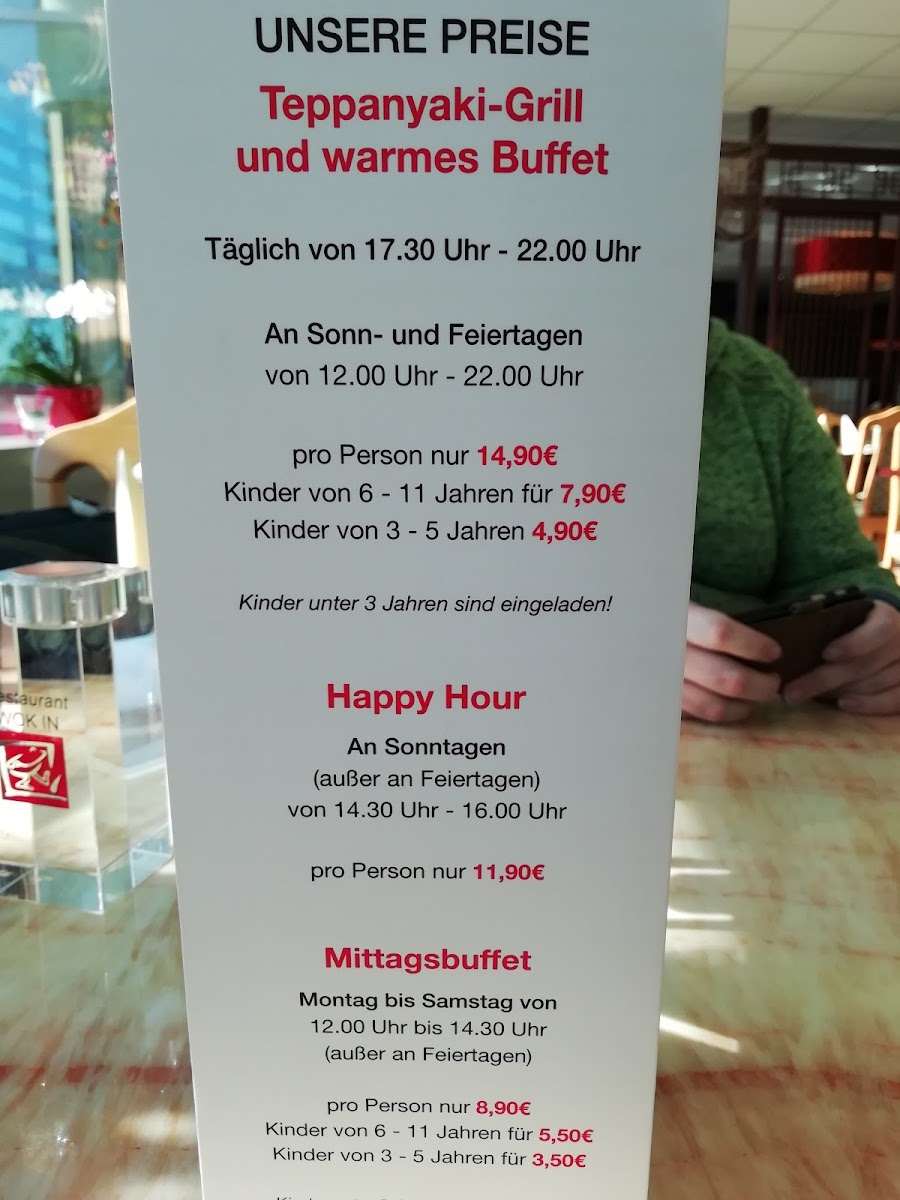 UNSERE PREISE
Teppanyaki-Grill
und warmes Buffet
Täglich von 17.30 Uhr - 22.00 Uhr
An Sonn- und Feiertagen
von 12.00 Uhr - 22.00 Uhr
pro Person nur 14,90€
Kinder von 6 - 11 Jahren für 7,90€
Kinder von 3 - 5 Jahren 4,90€
Kinder unter 3 Jahren sind eingeladen!
Happy Hour
An Sonntagen
(außer an Feiertagen)
von 14.30 Uhr - 16.00 Uhr
pro Person nur 11,90€
Mittagsbuffet
Montag bis Samstag von
12.00 Uhr bis 14.30 Uhr
(außer an Feiertagen)
pro Person nur 8,90€
Kinder von 6 - 11 Jahren für 5,50€
Kinder von 3 - 5 Jahren für 3,50€
estaurant
WOK IN